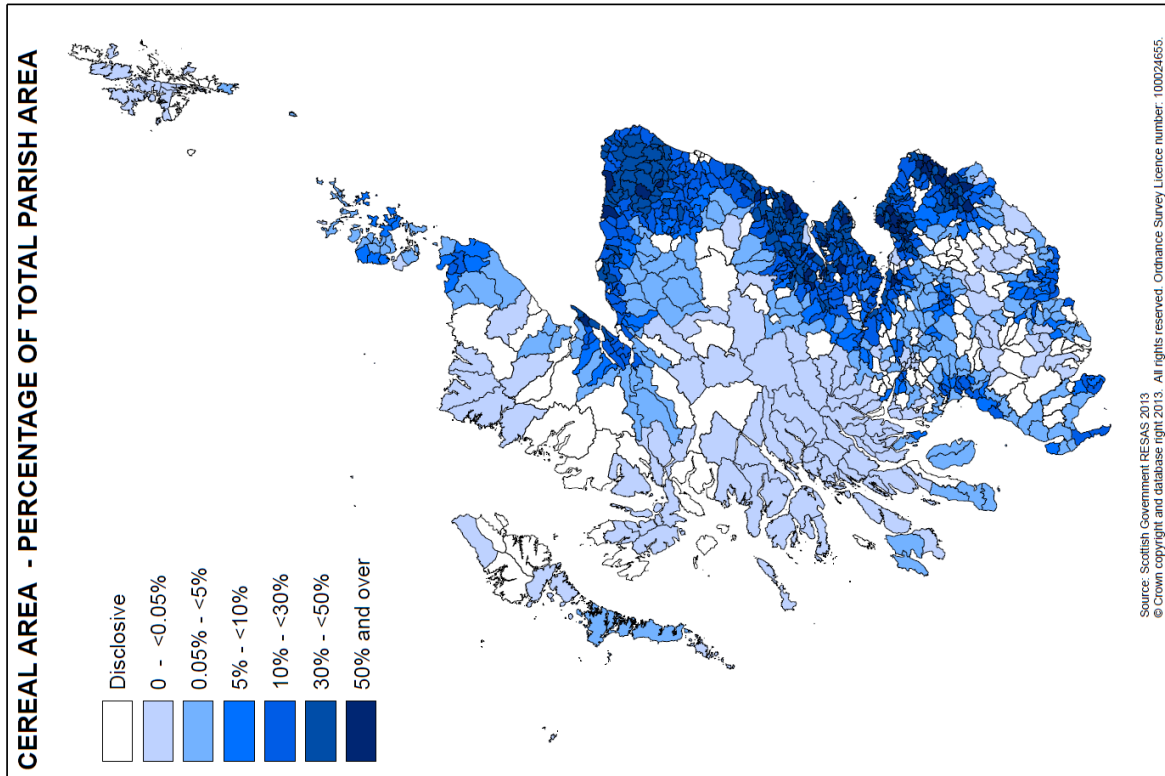 CEREAL AREA - PERCENTAGE OF TOTAL PARISH AREA
Disclosive
0 - <0.05%
0.05% - <5%
5% - <10%
10% - <30%
30% - <50%
50% and over
Source: Scottish Government RESAS 2013
© Crown copyright and database right 2013. All rights reserved. Ordnance Survey Licence number: 100024655.